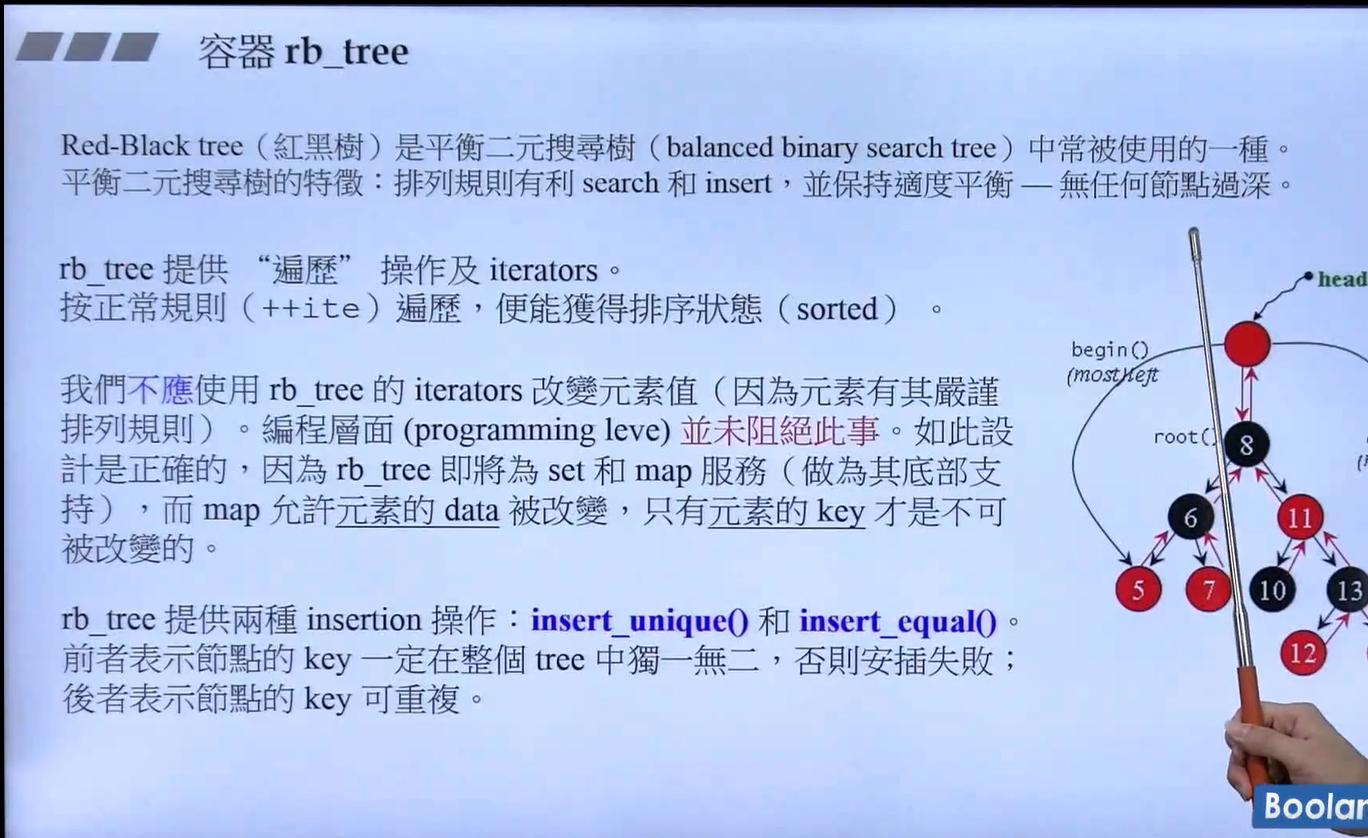 容器 rb_tree
Red-Black tree（紅黑樹）是平衡二元搜尋樹（balanced binary search tree）中常被使用的一種。
平衡二元搜尋樹的特徵：排列規則有利 search 和 insert，並保持適度平衡 — 無任何節點過深。
rb_tree 提供 “遍歷” 操作及 iterators。
按正常規則（++ite）遍歷，便能獲得排序狀態（sorted）。
我們不應使用 rb_tree 的 iterators 改變元素值（因為元素有其嚴謹
排列規則）。編程層面 (programming leve) 並未阻絕此事。如此設
計是正確的，因為 rb_tree 即將為 set 和 map 服務（做為其底部支
持），而 map 允許元素的 data 被改變，只有元素的 key 才是不可
被改變的。
rb_tree 提供兩種 insertion 操作：insert_unique() 和 insert_equal()。
前者表示節點的 key 一定在整個 tree 中獨一無二，否則安插失敗；
後者表示節點的 key 可重複。
head
begin()
(most)left
root()
8
6
11
5
7
10
13
12
Boolan